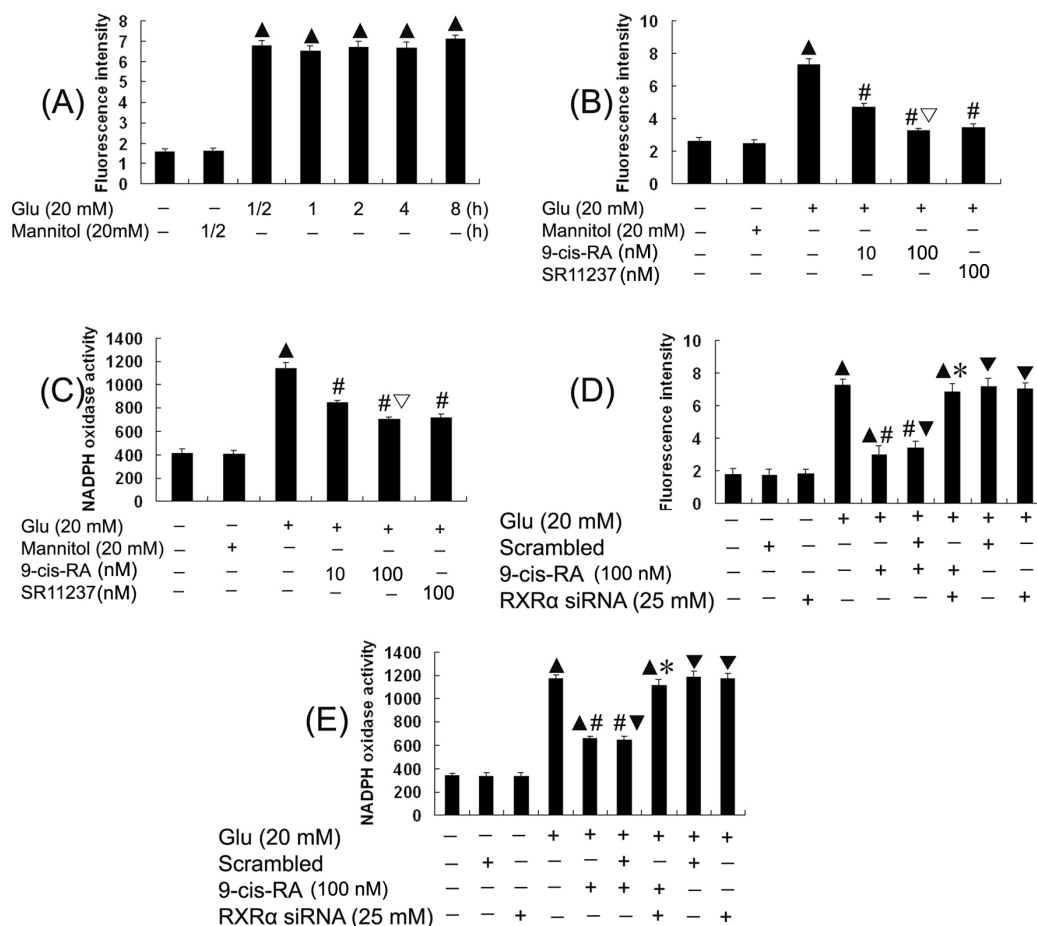 (A)
Fluorescence intensity
8
7
6
5
4
3
2
1
0
▲ ▲ ▲ ▲ ▲
Glu (20 mM) – – 1/2 1 2 4 8 (h)
Mannitol (20mM) – 1/2 – – – – – (h)
(B)
Fluorescence intensity
10
8
6
4
2
0
▲ # #▽ #
Glu (20 mM) – – + + + +
Mannitol (20 mM) – + – – – –
9-cis-RA (nM) – – – 10 100 –
SR11237 (nM) – – – – – 100
(C)
NADPH oxidase activity
1400
1200
1000
800
600
400
200
0
▲ # #▽ #
Glu (20 mM) – – + + + +
Mannitol (20 mM) – + – – – –
9-cis-RA (nM) – – – 10 100 –
SR11237 (nM) – – – – – 100
(D)
Fluorescence intensity
10
8
6
4
2
0
▲ ▲# #▼ ▲* ▼ ▼
Glu (20 mM) – – – + + + + + +
Scrambled – + – – – + – + –
9-cis-RA (100 nM) – – – – + + + – –
RXRα siRNA (25 mM) – – + – – – + – +
(E)
NADPH oxidase activity
1400
1200
1000
800
600
400
200
0
▲ ▲# #▼ ▲* ▼ ▼
Glu (20 mM) – – – + + + + + +
Scrambled – + – – – + – + –
9-cis-RA (100 nM) – – – – + + + – –
RXRα siRNA (25 mM) – – + – – – + – +